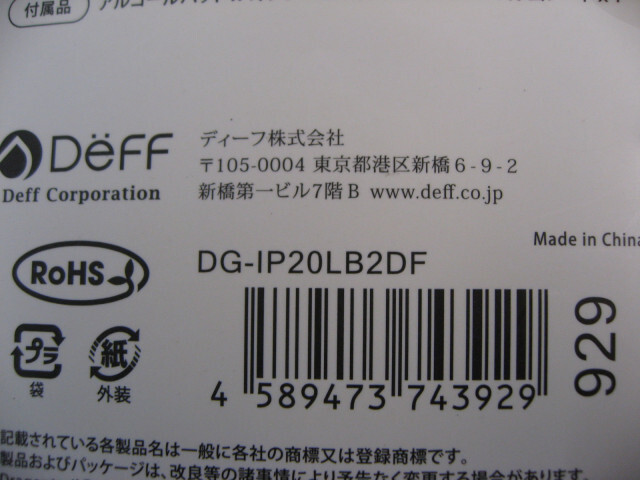 付属品
DëFF
Deff Corporation
ディーフ株式会社
〒105-0004 東京都港区新橋6-9-2
新橋第一ビル7階B www.deff.co.jp
Made in China
RoHS
DG-IP20LB2DF
プラ
袋
紙
外装
4 589473 743929
929
記載されている各製品名は一般に各社の商標又は登録商標です。
製品およびパッケージは、改良等の諸事情により予告なく変更する場合があります。